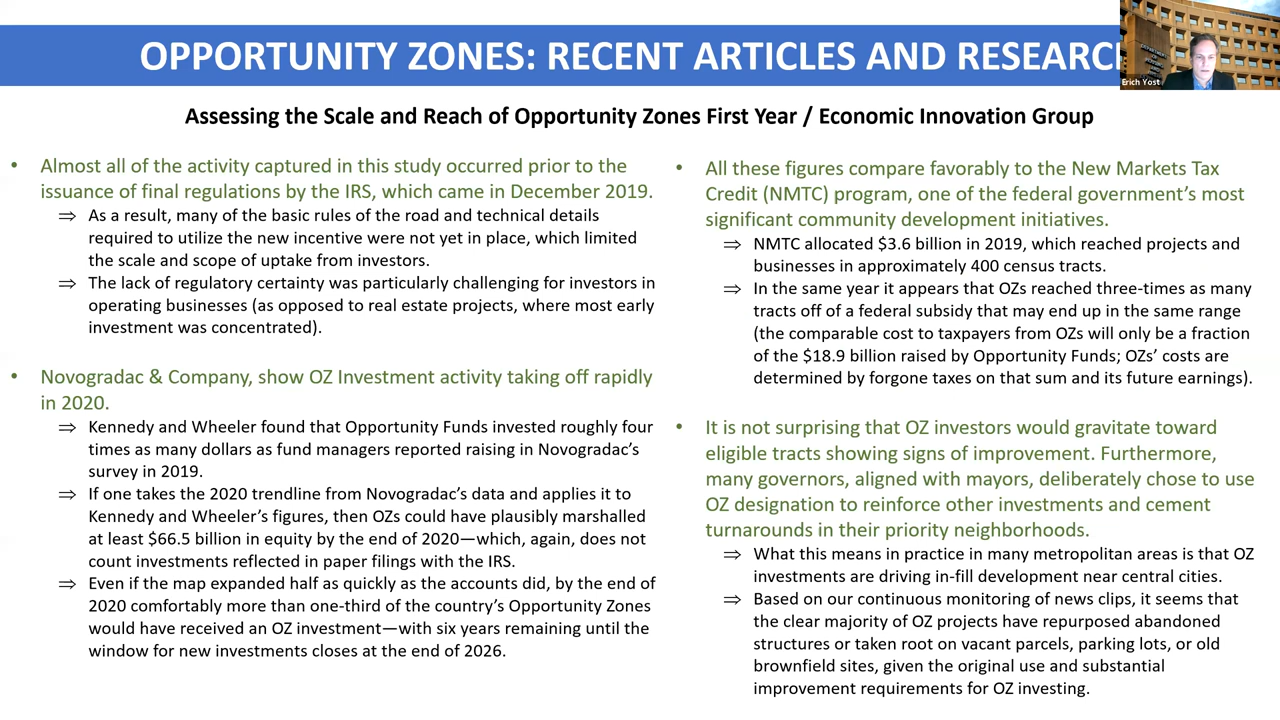 OPPORTUNITY ZONES: RECENT ARTICLES AND RESEARCH
Erich Yost
Assessing the Scale and Reach of Opportunity Zones First Year / Economic Innovation Group
• Almost all of the activity captured in this study occurred prior to the
issuance of final regulations by the IRS, which came in December 2019.
⇒ As a result, many of the basic rules of the road and technical details
required to utilize the new incentive were not yet in place, which limited
the scale and scope of uptake from investors.
⇒ The lack of regulatory certainty was particularly challenging for investors in
operating businesses (as opposed to real estate projects, where most early
investment was concentrated).
• Novogradac & Company, show OZ Investment activity taking off rapidly
in 2020.
⇒ Kennedy and Wheeler found that Opportunity Funds invested roughly four
times as many dollars as fund managers reported raising in Novogradac’s
survey in 2019.
⇒ If one takes the 2020 trendline from Novogradac’s data and applies it to
Kennedy and Wheeler’s figures, then OZs could have plausibly marshalled
at least $66.5 billion in equity by the end of 2020—which, again, does not
count investments reflected in paper filings with the IRS.
⇒ Even if the map expanded half as quickly as the accounts did, by the end of
2020 comfortably more than one-third of the country’s Opportunity Zones
would have received an OZ investment—with six years remaining until the
window for new investments closes at the end of 2026.
• All these figures compare favorably to the New Markets Tax
Credit (NMTC) program, one of the federal government’s most
significant community development initiatives.
⇒ NMTC allocated $3.6 billion in 2019, which reached projects and
businesses in approximately 400 census tracts.
⇒ In the same year it appears that OZs reached three-times as many
tracts off of a federal subsidy that may end up in the same range
(the comparable cost to taxpayers from OZs will only be a fraction
of the $18.9 billion raised by Opportunity Funds; OZs’ costs are
determined by forgone taxes on that sum and its future earnings).
• It is not surprising that OZ investors would gravitate toward
eligible tracts showing signs of improvement. Furthermore,
many governors, aligned with mayors, deliberately chose to use
OZ designation to reinforce other investments and cement
turnarounds in their priority neighborhoods.
⇒ What this means in practice in many metropolitan areas is that OZ
investments are driving in-fill development near central cities.
⇒ Based on our continuous monitoring of news clips, it seems that
the clear majority of OZ projects have repurposed abandoned
structures or taken root on vacant parcels, parking lots, or old
brownfield sites, given the original use and substantial
improvement requirements for OZ investing.